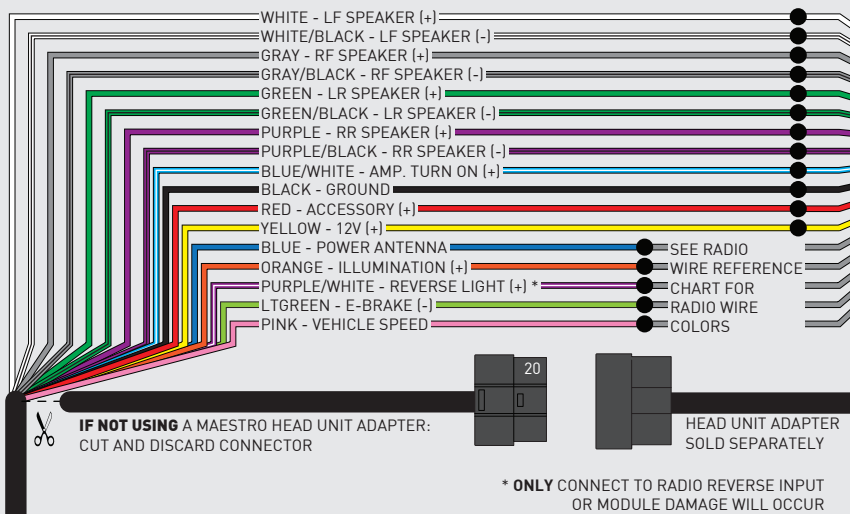 WHITE - LF SPEAKER (+)
WHITE/BLACK - LF SPEAKER (-)
GRAY - RF SPEAKER (+)
GRAY/BLACK - RF SPEAKER (-)
GREEN - LR SPEAKER (+)
GREEN/BLACK - LR SPEAKER (-)
PURPLE - RR SPEAKER (+)
PURPLE/BLACK - RR SPEAKER (-)
BLUE/WHITE - AMP. TURN ON (+)
BLACK - GROUND
RED - ACCESSORY (+)
YELLOW - 12V (+)
BLUE - POWER ANTENNA
ORANGE - ILLUMINATION (+)
PURPLE/WHITE - REVERSE LIGHT (+) *
LTGREEN - E-BRAKE (-)
PINK - VEHICLE SPEED
SEE RADIO
WIRE REFERENCE
CHART FOR
RADIO WIRE
COLORS
20
IF NOT USING A MAESTRO HEAD UNIT ADAPTER:
CUT AND DISCARD CONNECTOR
HEAD UNIT ADAPTER
SOLD SEPARATELY
* ONLY CONNECT TO RADIO REVERSE INPUT
OR MODULE DAMAGE WILL OCCUR